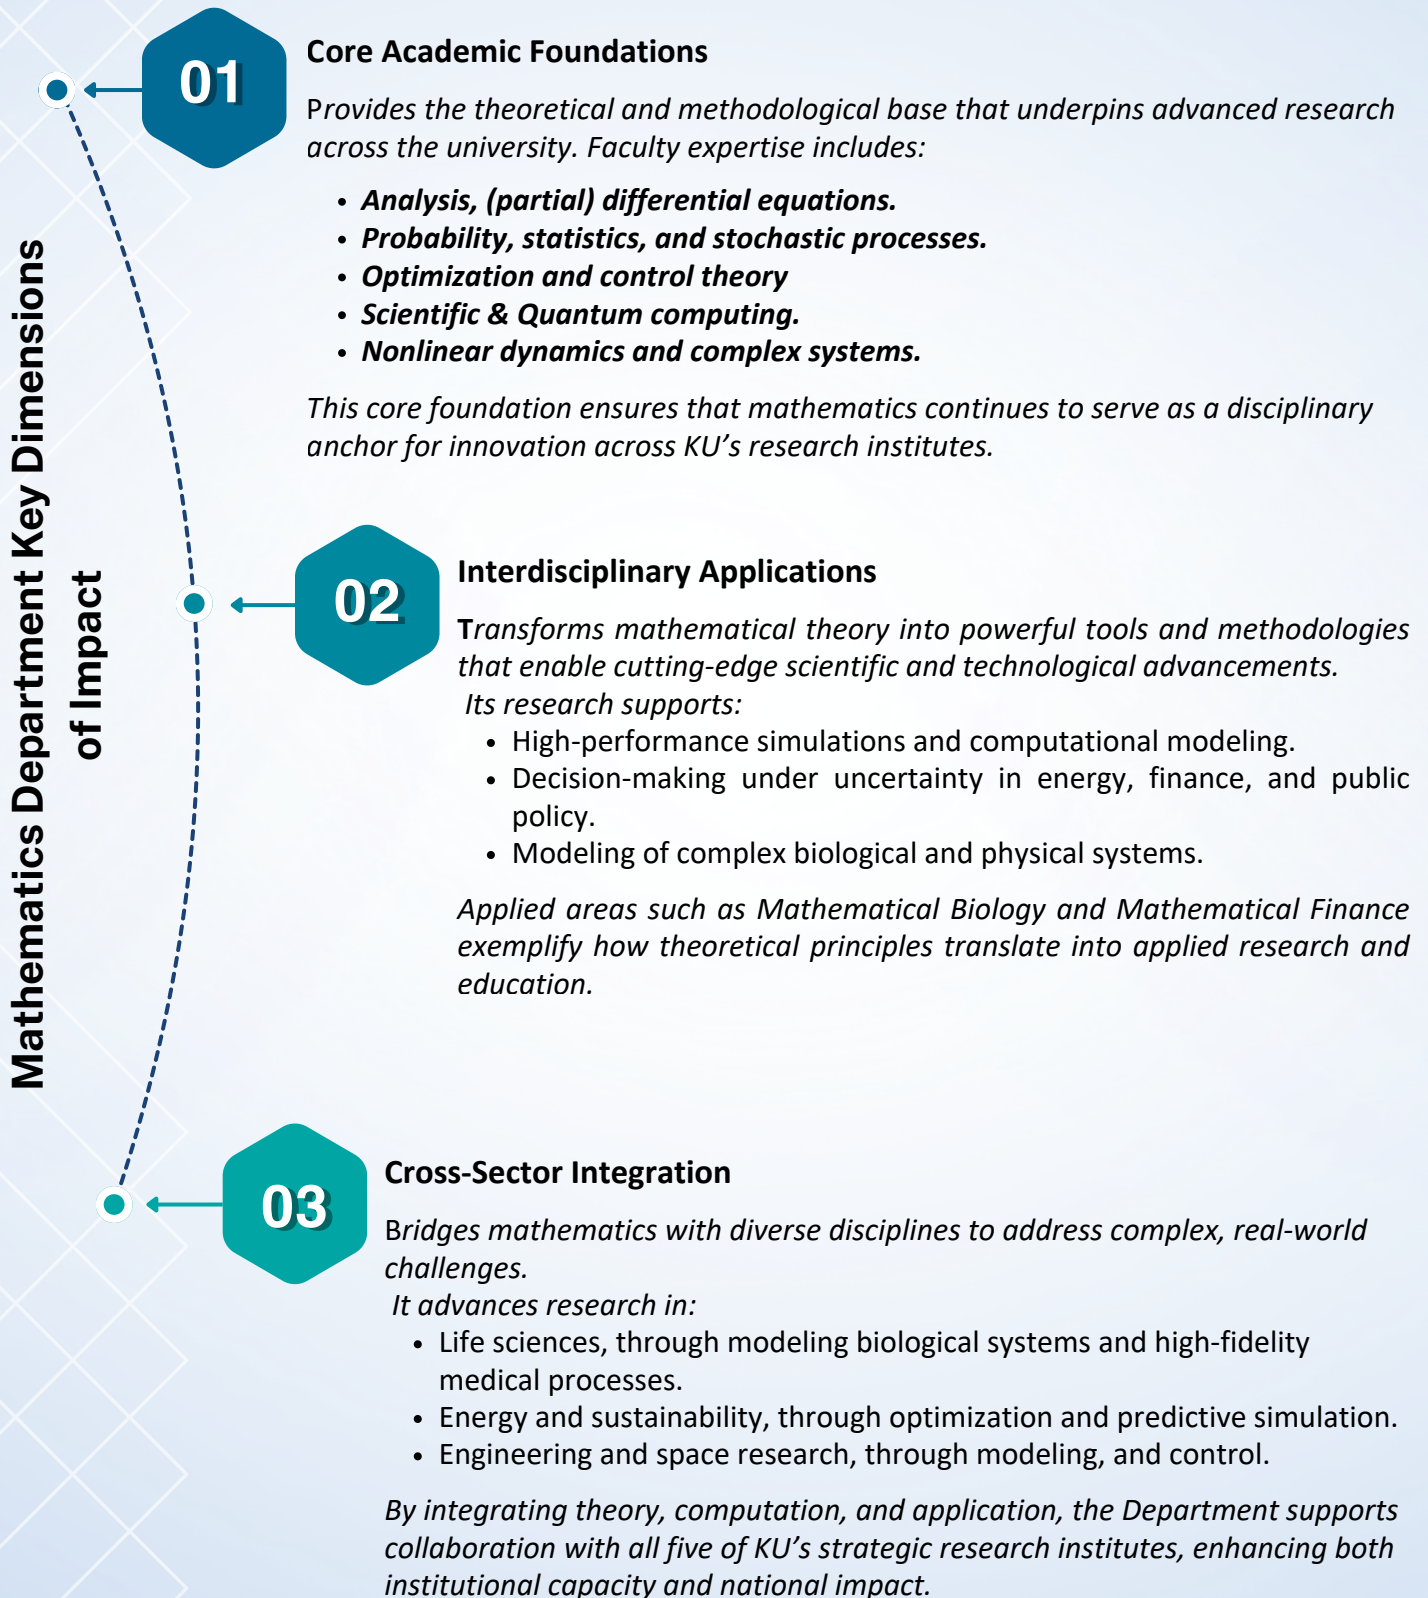 Mathematics Department Key Dimensions
of Impact
01
Core Academic Foundations
Provides the theoretical and methodological base that underpins advanced research
across the university. Faculty expertise includes:
• Analysis, (partial) differential equations.
• Probability, statistics, and stochastic processes.
• Optimization and control theory
• Scientific & Quantum computing.
• Nonlinear dynamics and complex systems.
This core foundation ensures that mathematics continues to serve as a disciplinary
anchor for innovation across KU’s research institutes.
02
Interdisciplinary Applications
Transforms mathematical theory into powerful tools and methodologies
that enable cutting-edge scientific and technological advancements.
Its research supports:
• High-performance simulations and computational modeling.
• Decision-making under uncertainty in energy, finance, and public
policy.
• Modeling of complex biological and physical systems.
Applied areas such as Mathematical Biology and Mathematical Finance
exemplify how theoretical principles translate into applied research and
education.
03
Cross-Sector Integration
Bridges mathematics with diverse disciplines to address complex, real-world
challenges.
It advances research in:
• Life sciences, through modeling biological systems and high-fidelity
medical processes.
• Energy and sustainability, through optimization and predictive simulation.
• Engineering and space research, through modeling, and control.
By integrating theory, computation, and application, the Department supports
collaboration with all five of KU’s strategic research institutes, enhancing both
institutional capacity and national impact.